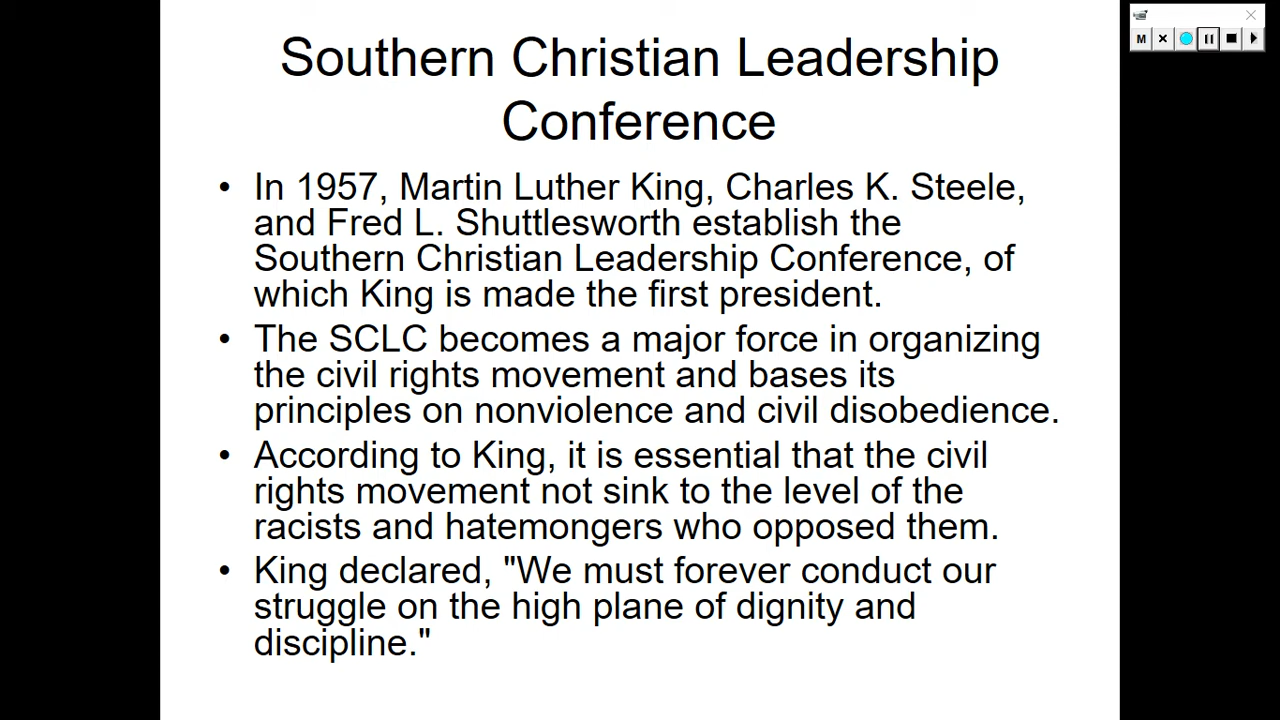 Southern Christian Leadership
Conference
• In 1957, Martin Luther King, Charles K. Steele,
and Fred L. Shuttlesworth establish the
Southern Christian Leadership Conference, of
which King is made the first president.
• The SCLC becomes a major force in organizing
the civil rights movement and bases its
principles on nonviolence and civil disobedience.
• According to King, it is essential that the civil
rights movement not sink to the level of the
racists and hatemongers who opposed them.
• King declared, "We must forever conduct our
struggle on the high plane of dignity and
discipline."
M